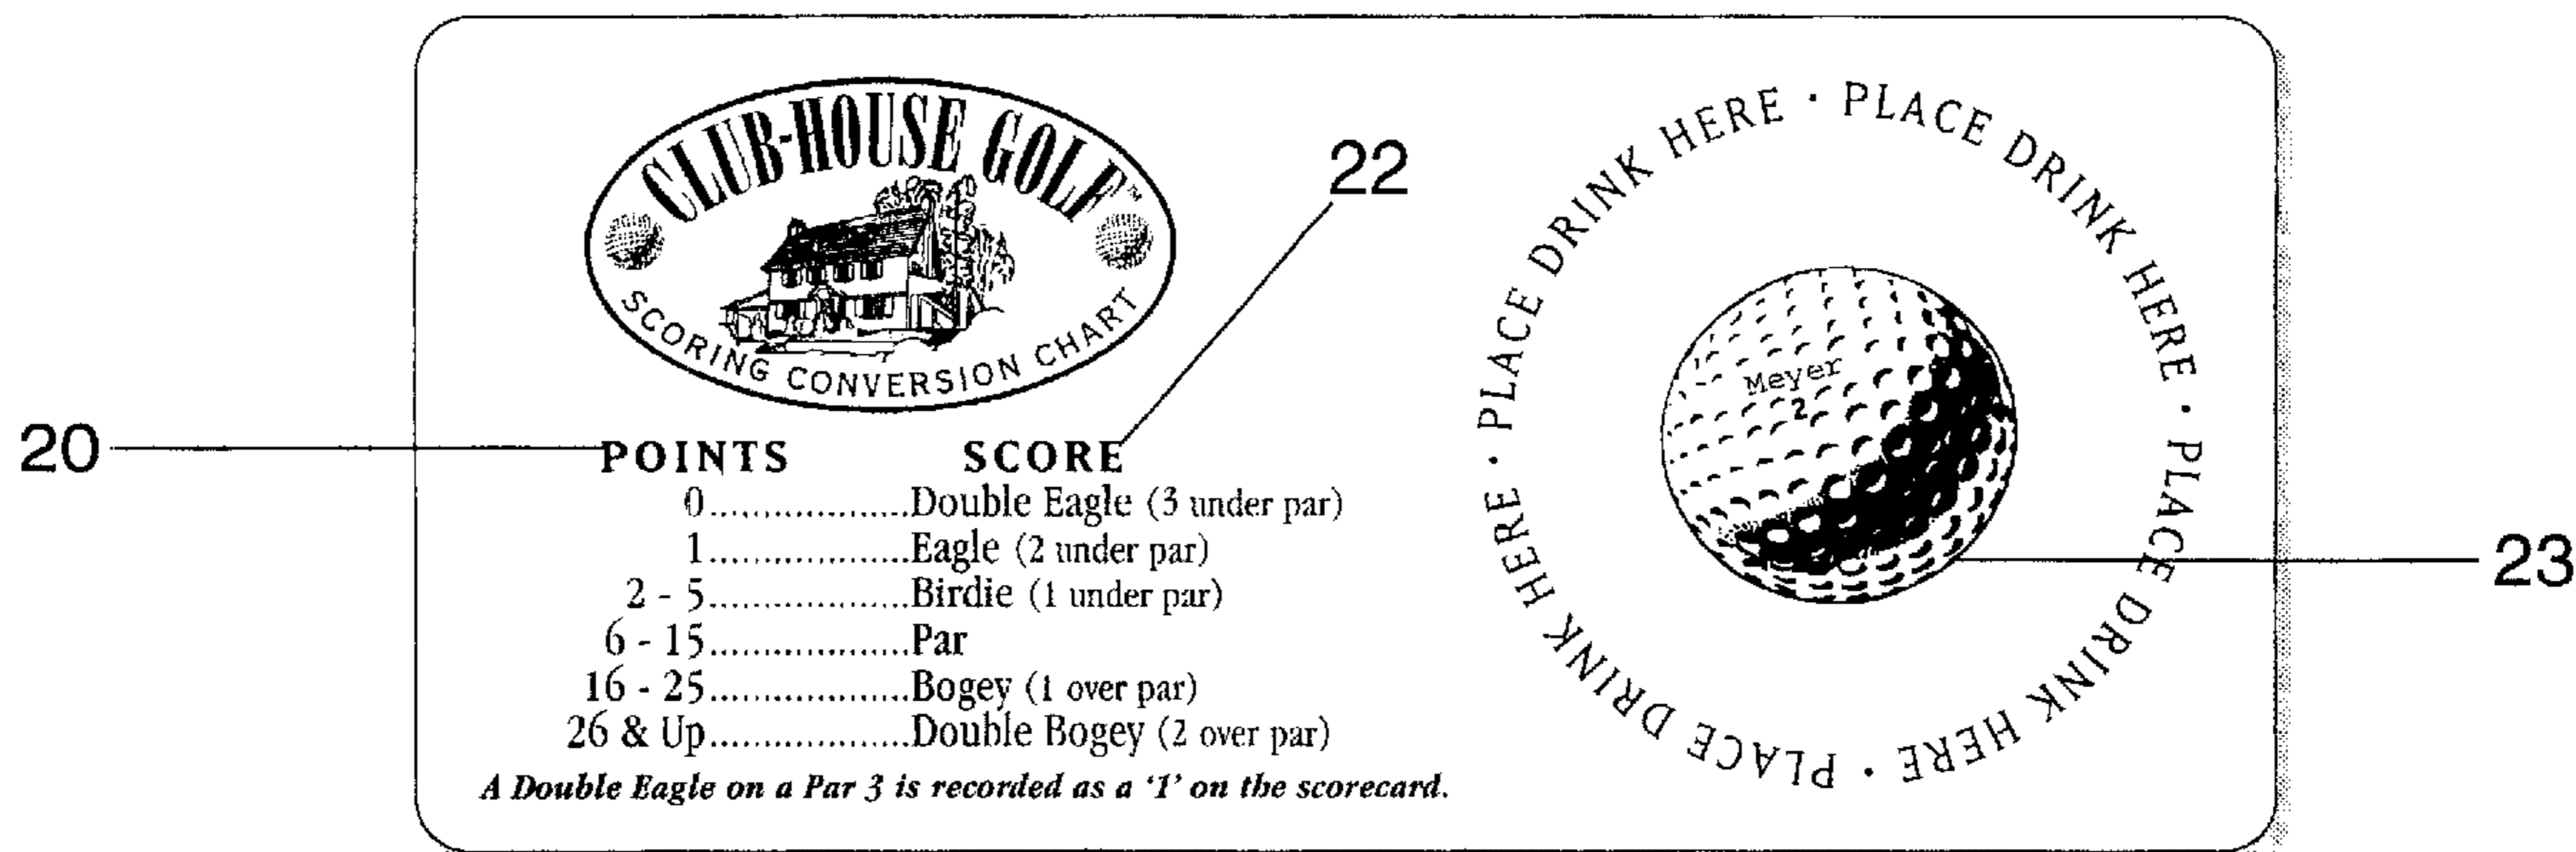 CLUB-HOUSE GOLF™
SCORING CONVERSION CHART
22
20
POINTS SCORE
0...................Double Eagle (3 under par)
1...................Eagle (2 under par)
2 - 5...................Birdie (1 under par)
6 - 15...................Par
16 - 25...................Bogey (1 over par)
26 & Up...................Double Bogey (2 over par)
A Double Eagle on a Par 3 is recorded as a ‘1’ on the scorecard.
PLACE DRINK HERE · PLACE DRINK HERE · PLACE DRINK HERE · PLACE DRINK HERE ·
Meyer
2
23